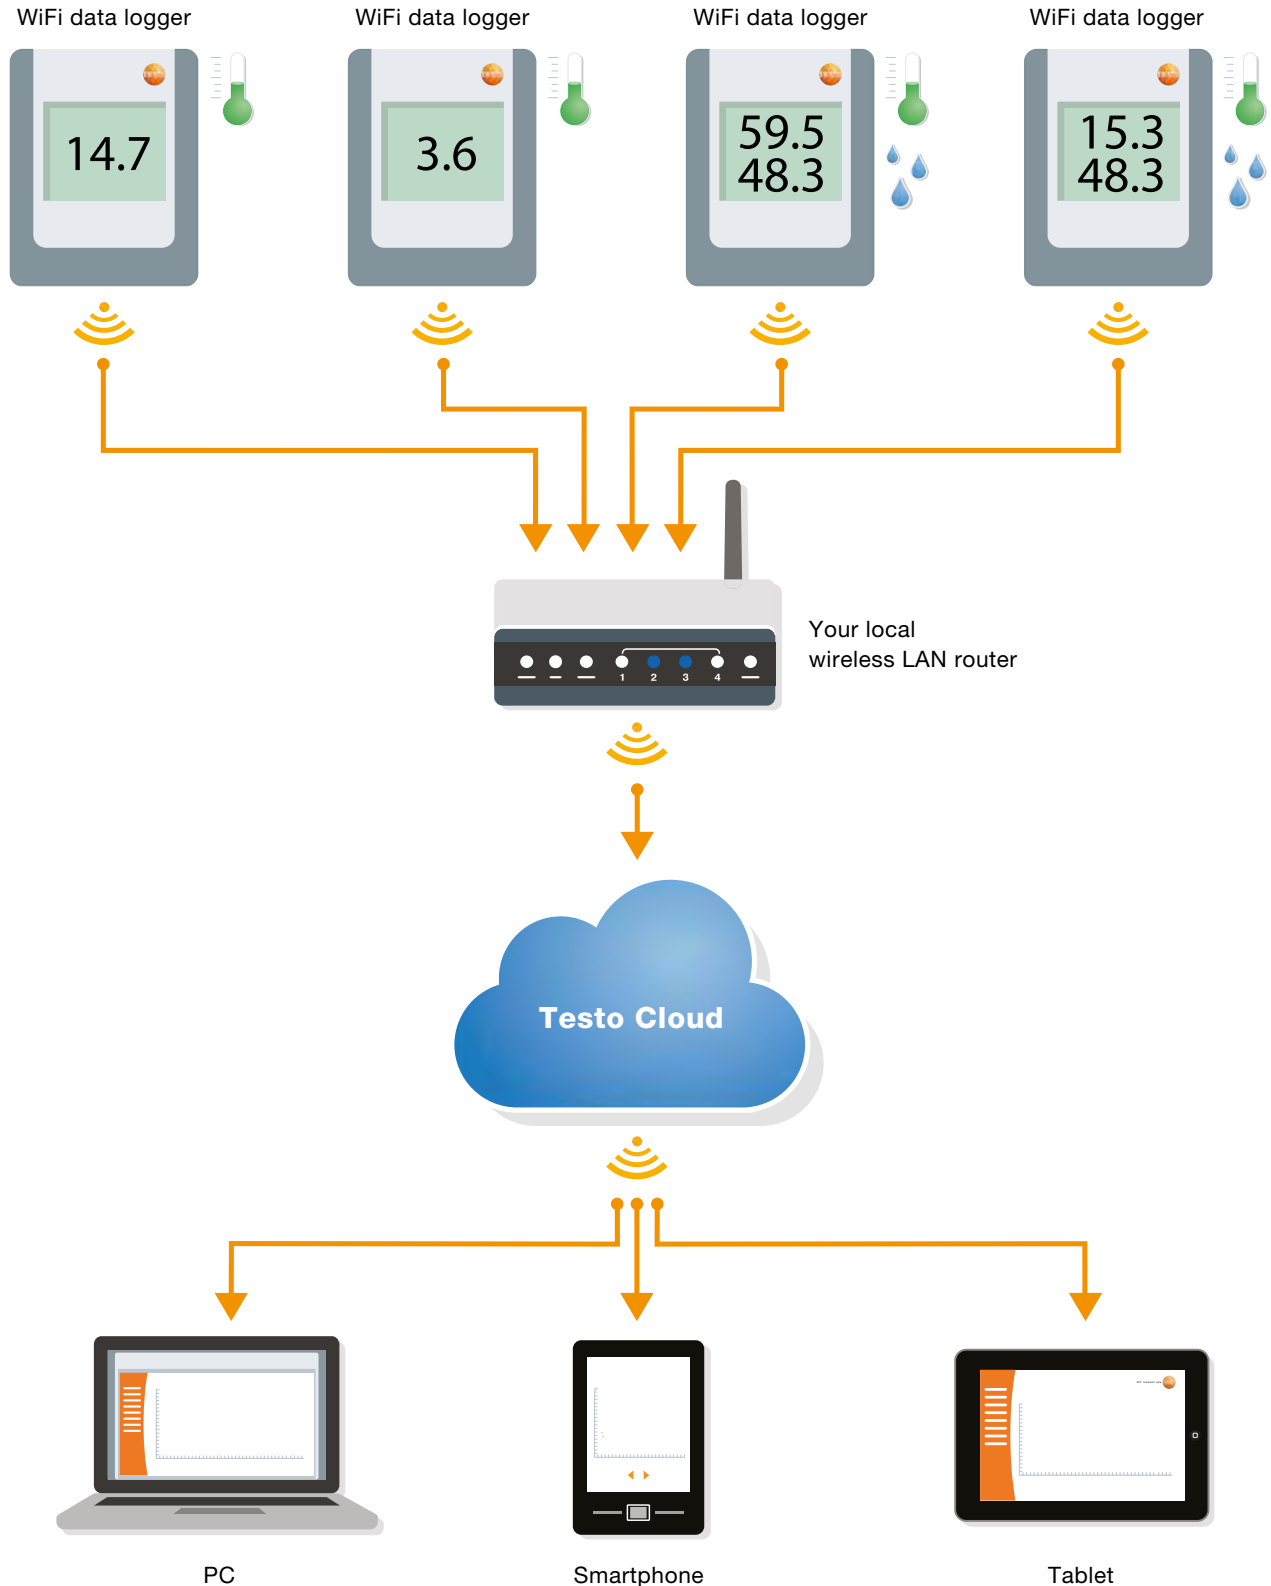 WiFi data logger
WiFi data logger
WiFi data logger
WiFi data logger
14.7
3.6
59.5
48.3
15.3
48.3
Your local
wireless LAN router
1 2 3 4
Testo Cloud
PC
Smartphone
Tablet